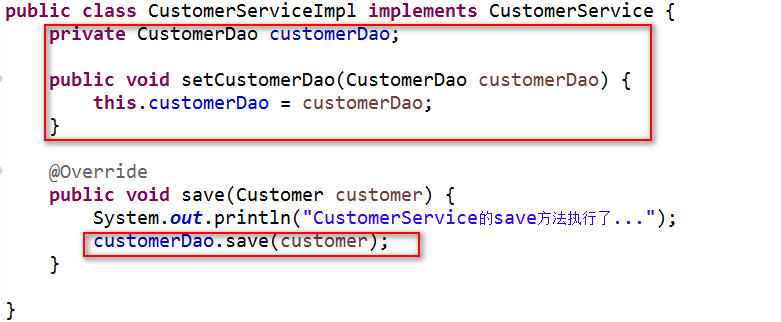 public class CustomerServiceImpl implements CustomerService {
private CustomerDao customerDao;
public void setCustomerDao(CustomerDao customerDao) {
this.customerDao = customerDao;
}
@Override
public void save(Customer customer) {
System.out.println("CustomerService的save方法执行了...");
customerDao.save(customer);
}
}